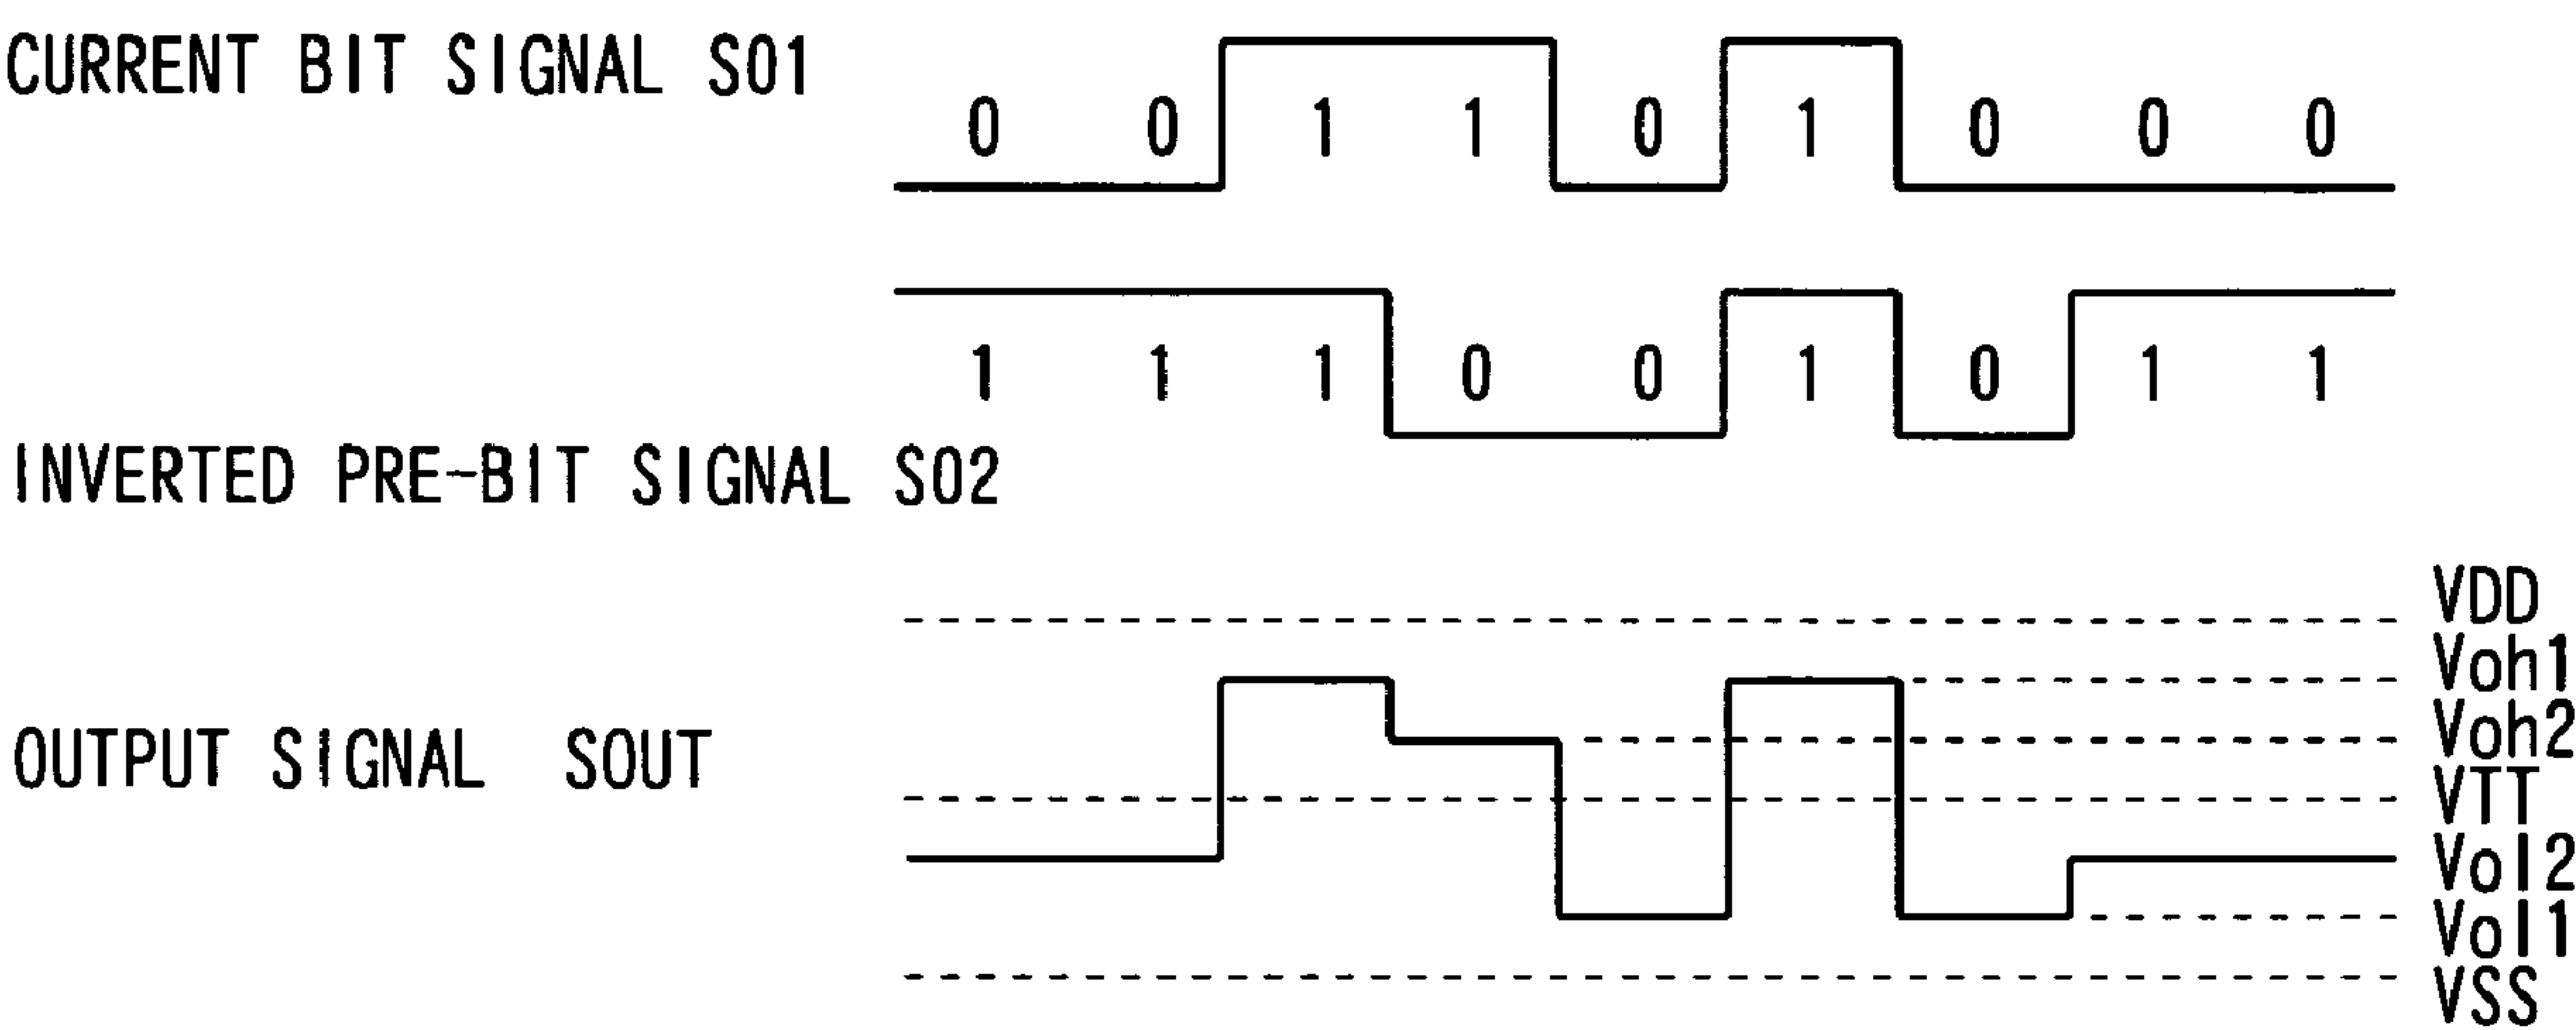 CURRENT BIT SIGNAL S01
0 0 1 1 0 1 0 0 0
1 1 1 0 0 1 0 1 1
INVERTED PRE-BIT SIGNAL S02
VDD
Voh1
Voh2
OUTPUT SIGNAL SOUT
VTT
Vol2
Vol1
VSS